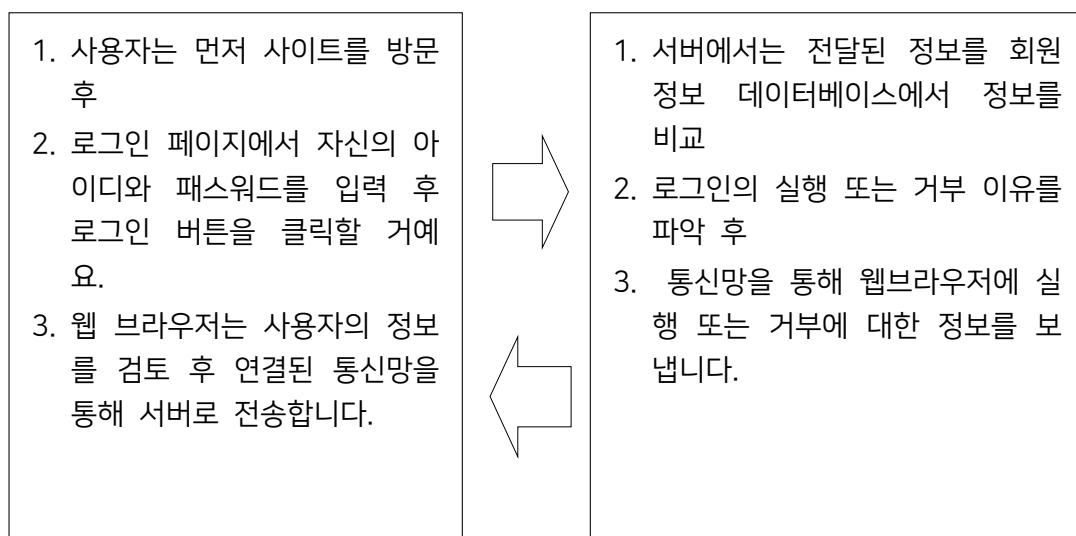 1. 사용자는 먼저 사이트를 방문
후
2. 로그인 페이지에서 자신의 아
이디와 패스워드를 입력 후
로그인 버튼을 클릭할 거예
요.
3. 웹 브라우저는 사용자의 정보
를 검토 후 연결된 통신망을
통해 서버로 전송합니다.
1. 서버에서는 전달된 정보를 회원
정보 데이터베이스에서 정보를
비교
2. 로그인의 실행 또는 거부 이유를
파악 후
3. 통신망을 통해 웹브라우저에 실
행 또는 거부에 대한 정보를 보
냅니다.